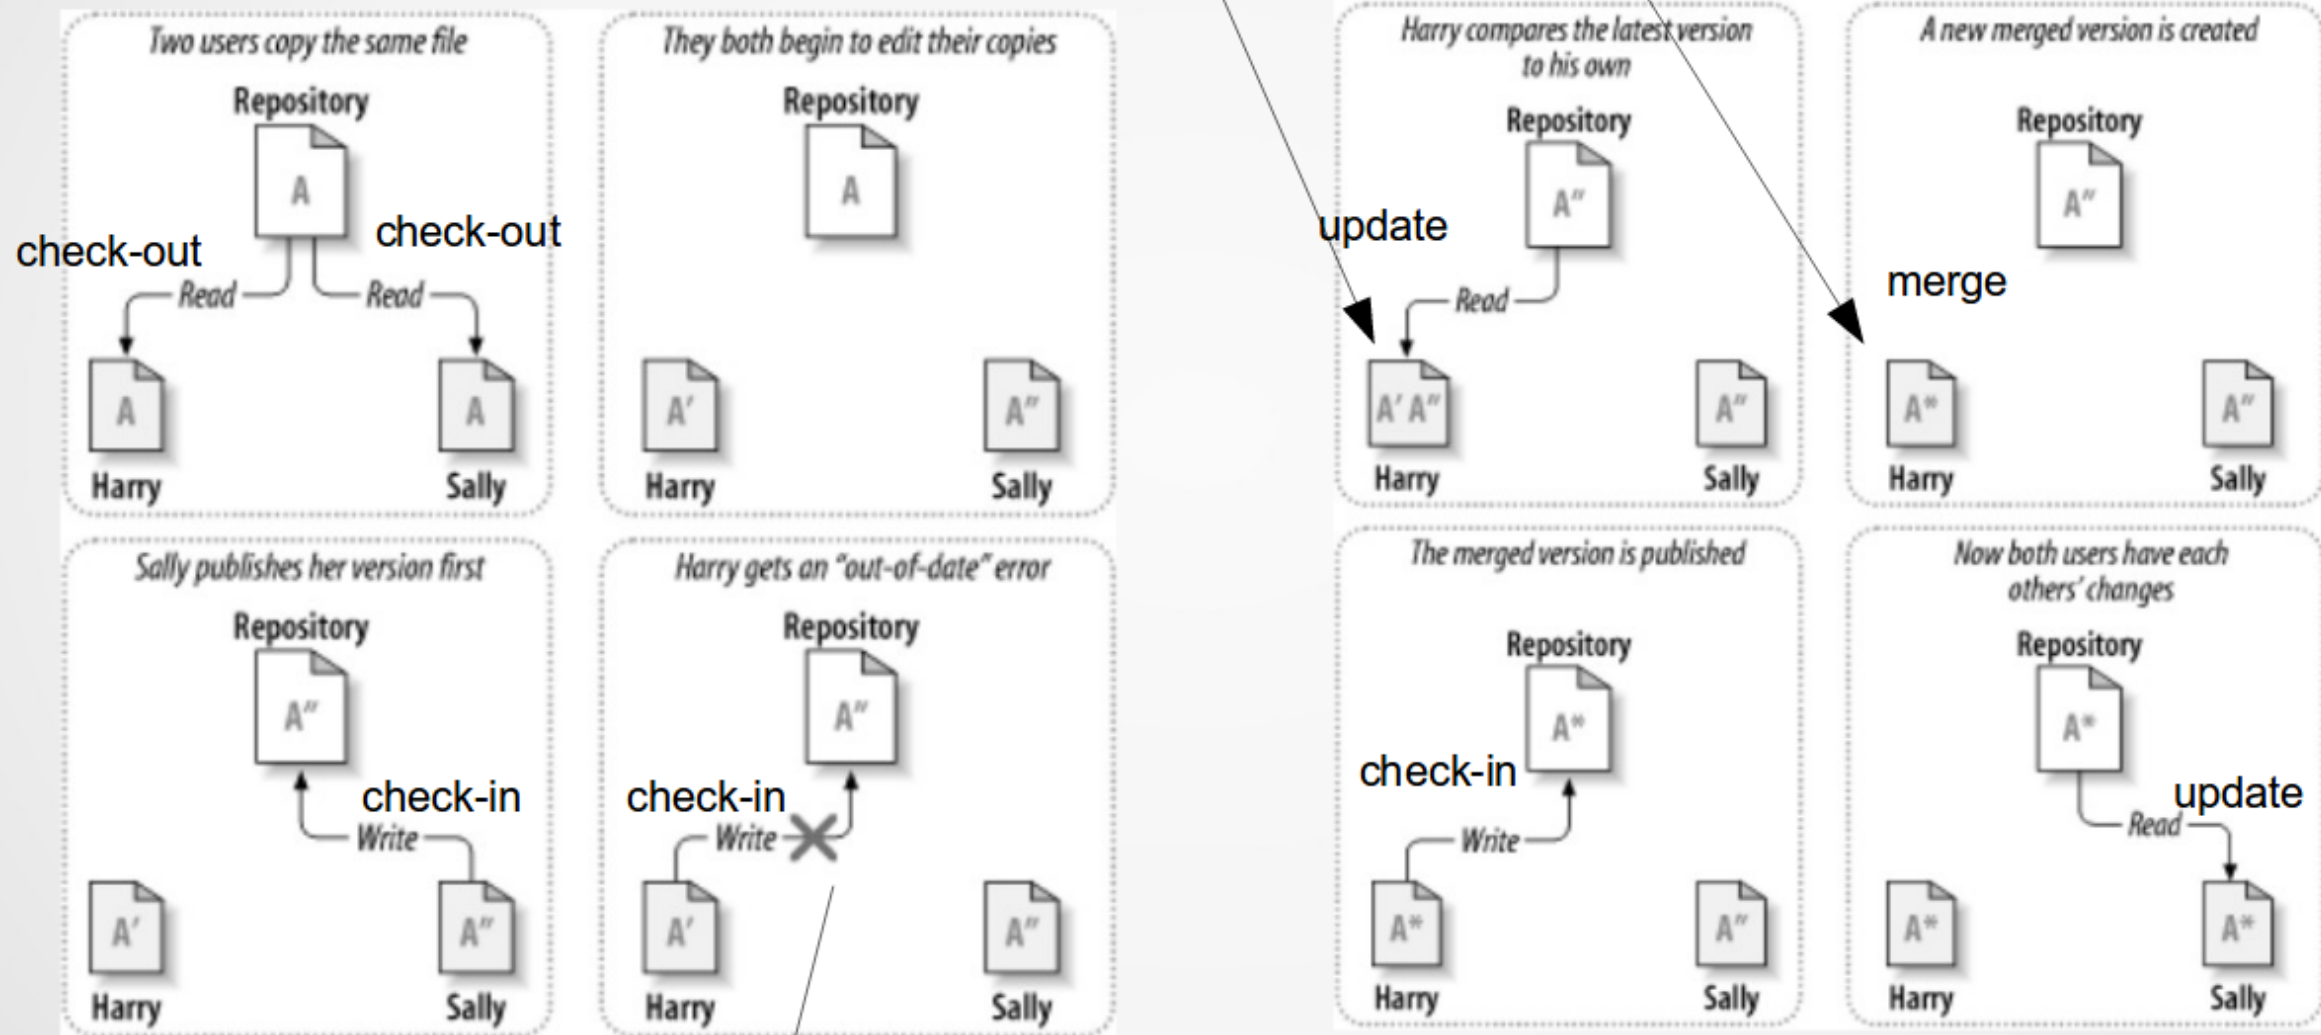 Two users copy the same file
Repository
A
check-out
check-out
Read
Read
A
A
Harry
Sally
They both begin to edit their copies
Repository
A
A′
A″
Harry
Sally
Sally publishes her version first
Repository
A″
check-in
Write
A′
A″
Harry
Sally
Harry gets an “out-of-date” error
Repository
A″
check-in
Write
A′
A″
Harry
Sally
Harry compares the latest version
to his own
Repository
A″
update
Read
A′ A″
A″
Harry
Sally
A new merged version is created
Repository
A″
merge
A*
A″
Harry
Sally
The merged version is published
Repository
A*
check-in
Write
A*
A″
Harry
Sally
Now both users have each
others’ changes
Repository
A*
update
Read
A*
A*
Harry
Sally